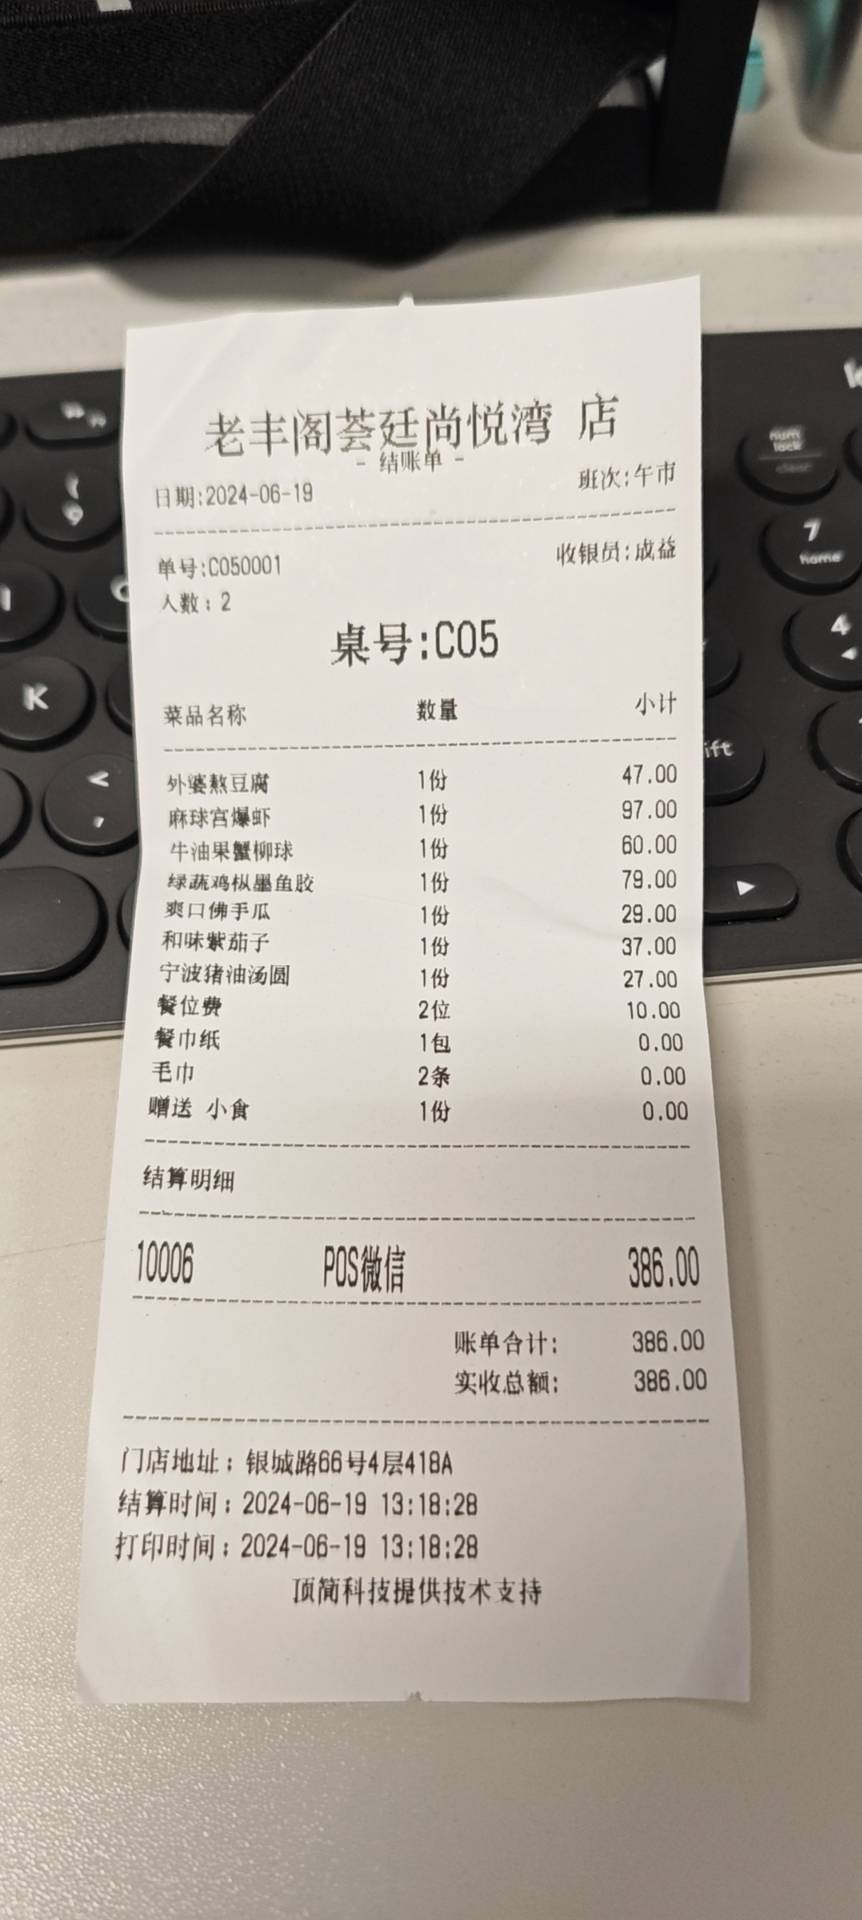 老丰阁荟廷尚悦湾 店
- 结账单 -
日期:2024-06-19 班次:午市
单号:C050001 收银员:成益
人数: 2
桌号:C05
菜品名称 数量 小计
外婆熬豆腐 1份 47.00
麻球宫爆虾 1份 97.00
牛油果蟹柳球 1份 60.00
绿蔬鸡枞墨鱼胶 1份 79.00
爽口佛手瓜 1份 29.00
和味紫茄子 1份 37.00
宁波猪油汤圆 1份 27.00
餐位费 2位 10.00
餐巾纸 1包 0.00
毛巾 2条 0.00
赠送 小食 1份 0.00
结算明细
10006 POS微信 386.00
账单合计: 386.00
实收总额: 386.00
门店地址: 银城路66号4层418A
结算时间: 2024-06-19 13:18:28
打印时间: 2024-06-19 13:18:28
顶简科技提供技术支持
num
lock
clear
7
home
4
K
9
ift